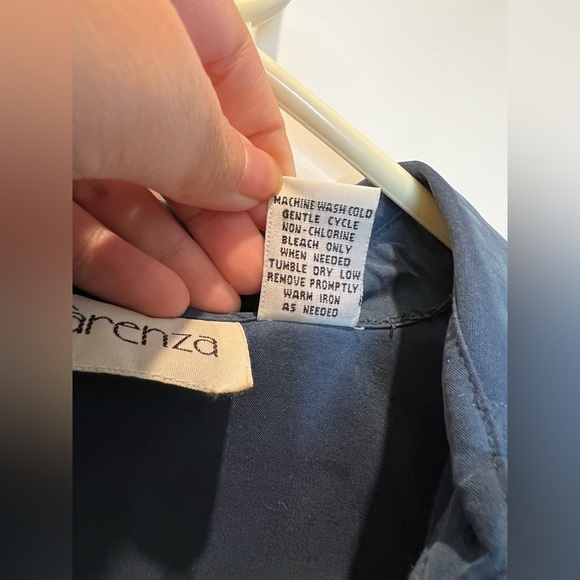 MACHINE WASH COLD
GENTLE CYCLE
NON-CHLORINE
BLEACH ONLY
WHEN NEEDED
TUMBLE DRY LOW
REMOVE PROMPTLY
WARM IRON
AS NEEDED
àrenza